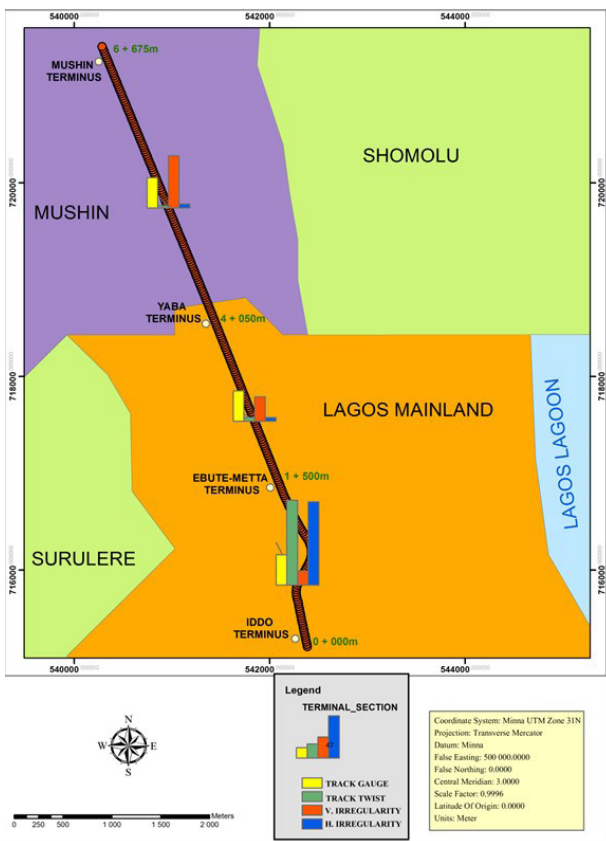 540000
542000
544000
6 + 675m
MUSHIN
TERMINUS
SHOMOLU
720000
720000
MUSHIN
YABA
TERMINUS
4 + 050m
718000
718000
LAGOS MAINLAND
LAGOS LAGOON
1 + 500m
EBUTE-METTA
TERMINUS
SURULERE
716000
716000
IDDO
TERMINUS
0 + 000m
540000
542000
544000
Legend
TERMINAL_SECTION
47
TRACK GAUGE
TRACK TWIST
V. IRREGULARITY
H. IRREGULARITY
N
W
E
S
Meters
0 250 500 1 000 1 500 2 000
Coordinate System: Minna UTM Zone 31N
Projection: Transverse Mercator
Datum: Minna
False Easting: 500 000.0000
False Northing: 0.0000
Central Meridian: 3.0000
Scale Factor: 0.9996
Latitude Of Origin: 0.0000
Units: Meter